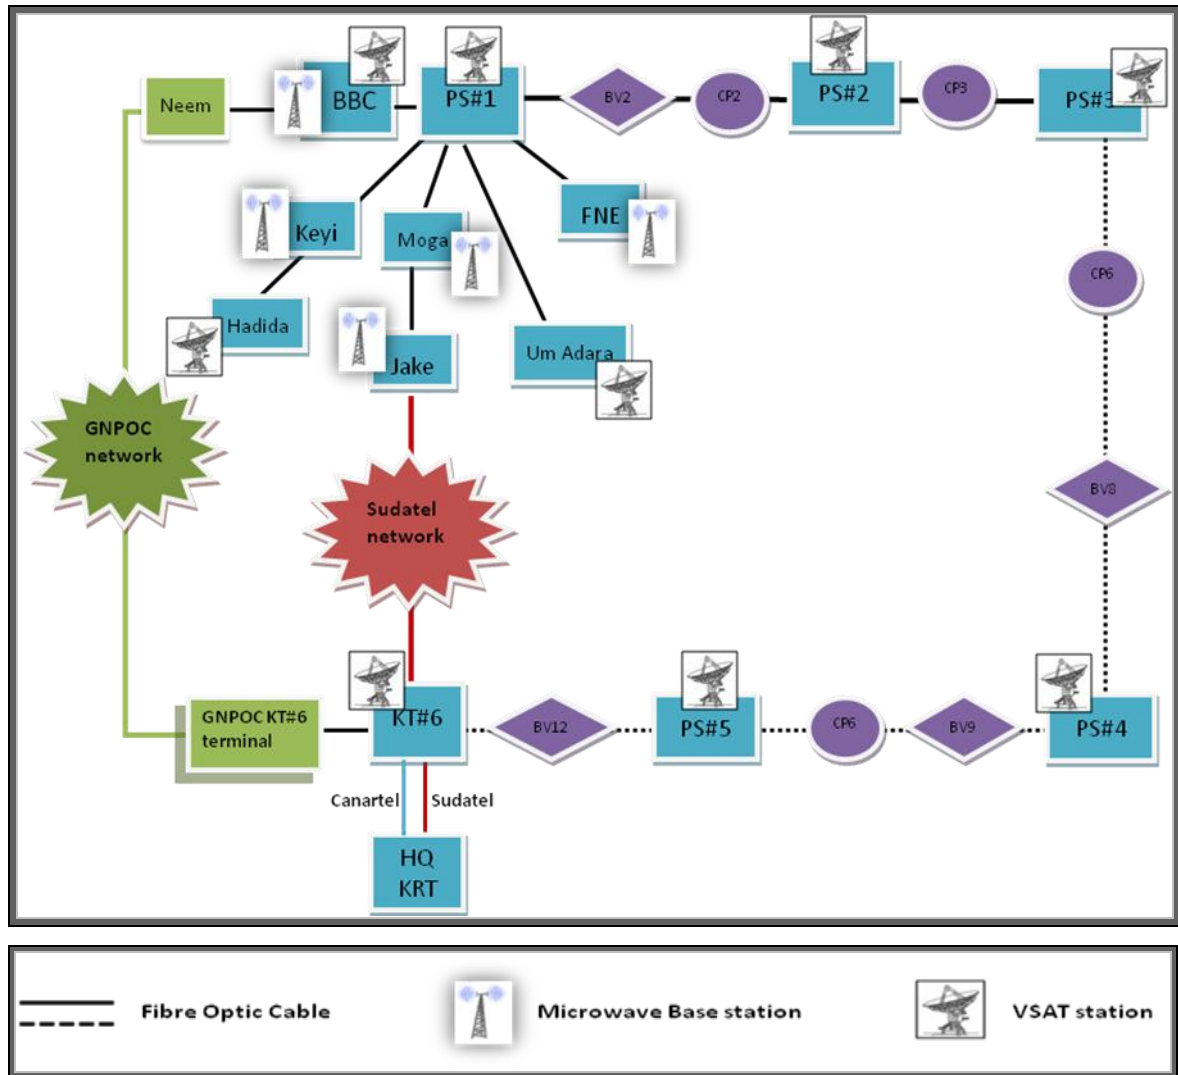 Neem
BBC
PS#1
BV2
CP2
PS#2
CP3
PS#3
Keyi
Moga
FNE
CP6
Hadida
Jake
Um Adara
GNPOC
network
Sudatel
network
BV8
GNPOC KT#6
terminal
KT#6
BV12
PS#5
CP6
BV9
PS#4
Canartel
Sudatel
HQ
KRT
Fibre Optic Cable
Microwave Base station
VSAT station